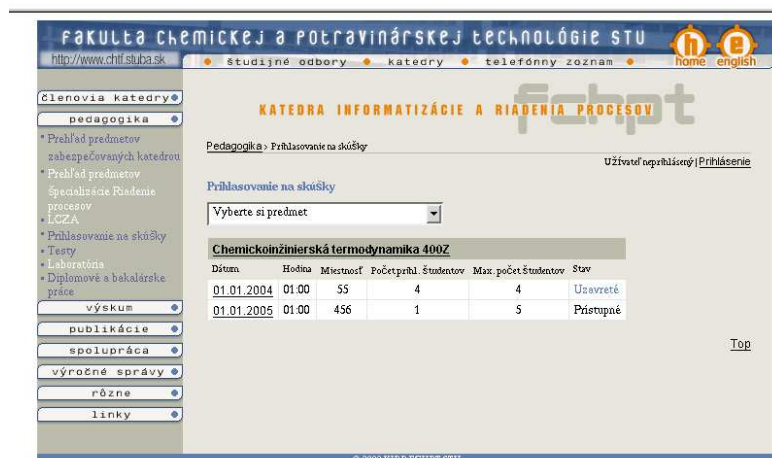 Fakulta chemickej a potravinárskej technológie STU
http://www.chtf.stuba.sk
študijné odbory katedry telefónny zoznam
home english
členovia katedry
pedagogika
Prehľad predmetov
zabezpečovaných katedrou
Prehľad predmetov
špecializácie Riadenie
procesov
LCZA
Prihlasovanie na skúšky
Testy
Laboratória
Diplomové a bakalárske
práce
výskum
publikácie
spolupráca
výročné správy
rôzne
linky
fchpt
KATEDRA INFORMATIZÁCIE A RIADENIA PROCESOV
Pedagogika > Prihlasovanie na skúšky
Užívateľ neprihlásený | Prihlásenie
Prihlasovanie na skúšky
Vyberte si predmet
Chemickoinžinierská termodynamika 400Z
Dátum Hodina Miestnosť Počet prihl. študentov Max. počet študentov Stav
01.01.2004 01:00 55 4 4 Uzavreté
01.01.2005 01:00 456 1 5 Prístupné
Top